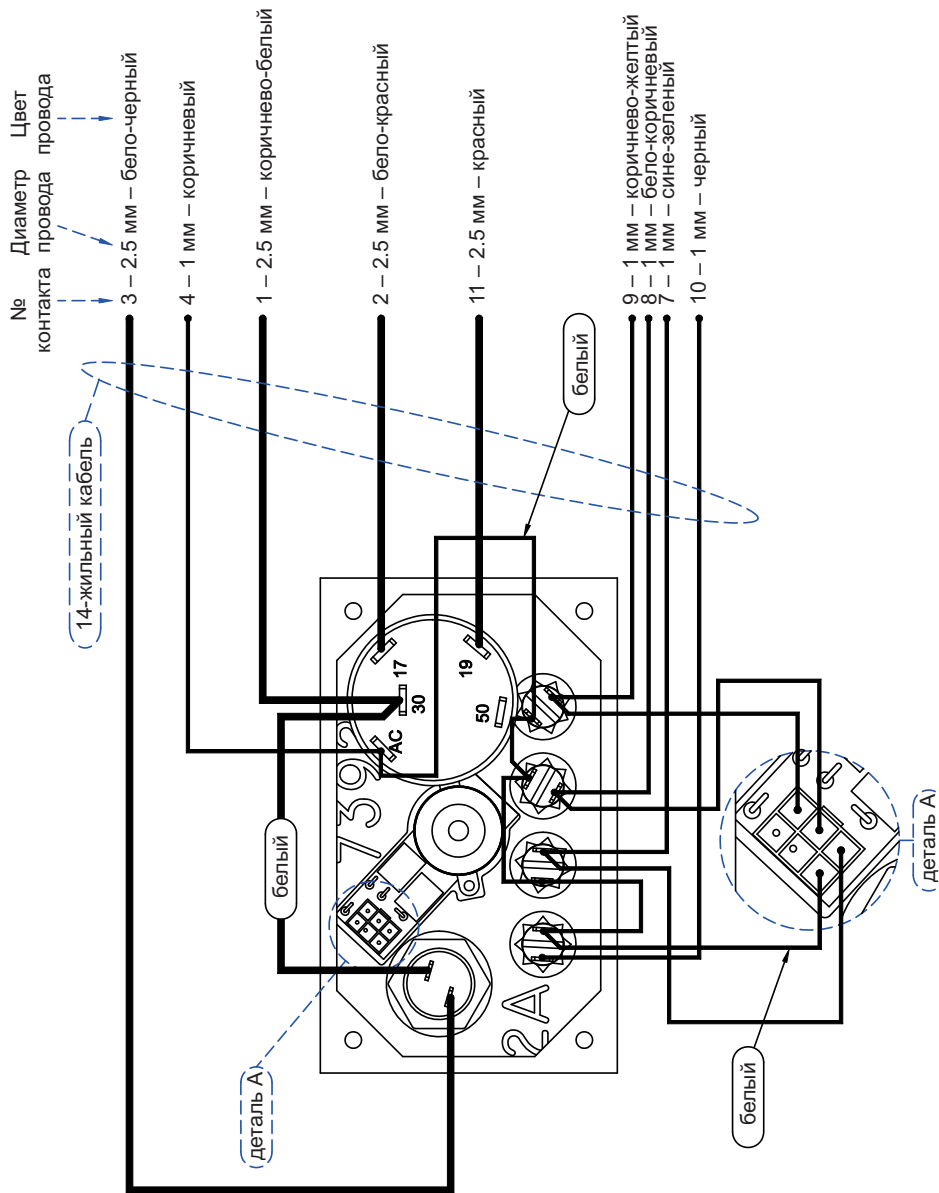 № контакта
Диаметр провода
Цвет провода
3 – 2.5 мм – бело-черный
4 – 1 мм – коричневый
1 – 2.5 мм – коричнево-белый
2 – 2.5 мм – бело-красный
11 – 2.5 мм – красный
9 – 1 мм – коричнево-желтый
8 – 1 мм – бело-коричневый
7 – 1 мм – сине-зеленый
10 – 1 мм – черный
14-жильный кабель
белый
17
30
AC
19
50
белый
2A
деталь А
деталь А
белый